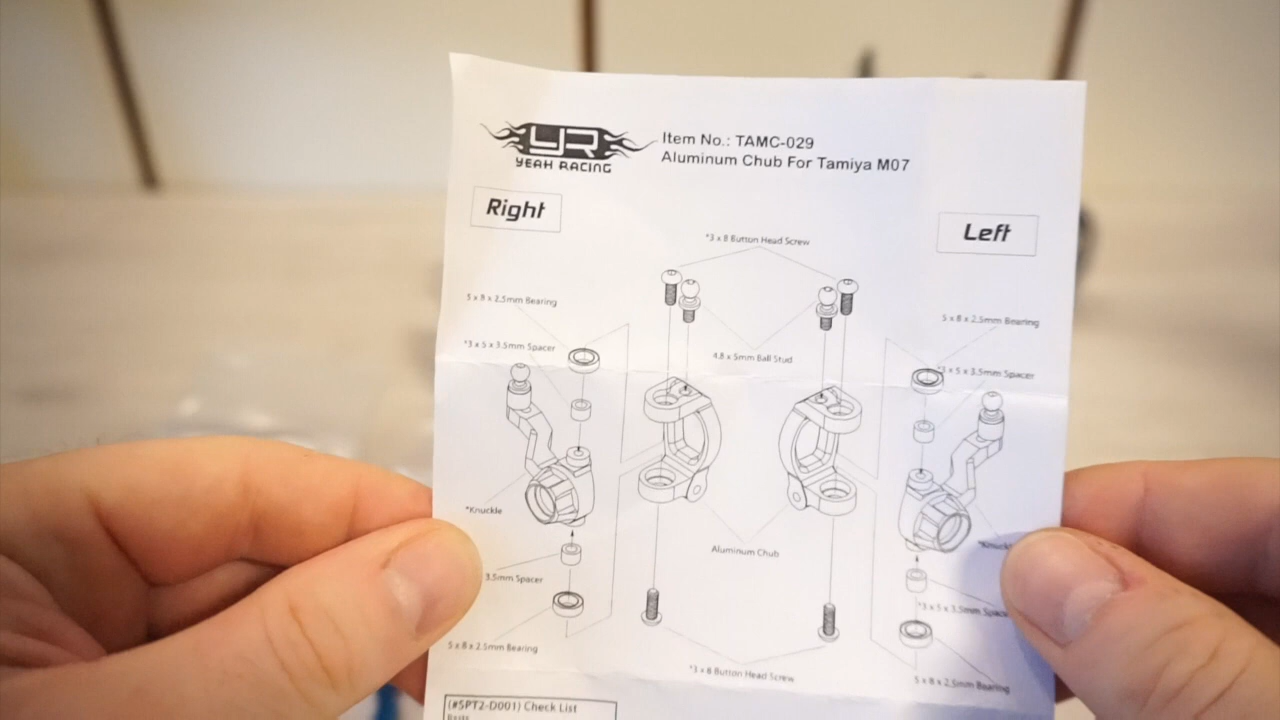 YR
YEAH RACING
Item No.: TAMC-029
Aluminum Chub For Tamiya M07
Right
Left
*3 x 8 Button Head Screw
5 x 8 x 2.5mm Bearing
5 x 8 x 2.5mm Bearing
*3 x 5 x 3.5mm Spacer
4.8 x 5mm Ball Stud
*3 x 5 x 3.5mm Spacer
*Knuckle
*Knuckle
Aluminum Chub
3.5mm Spacer
*3 x 5 x 3.5mm Space
5 x 8 x 2.5mm Bearing
*3 x 8 Button Head Screw
5 x 8 x 2.5mm Bearing
(#SPT2-D001) Check List